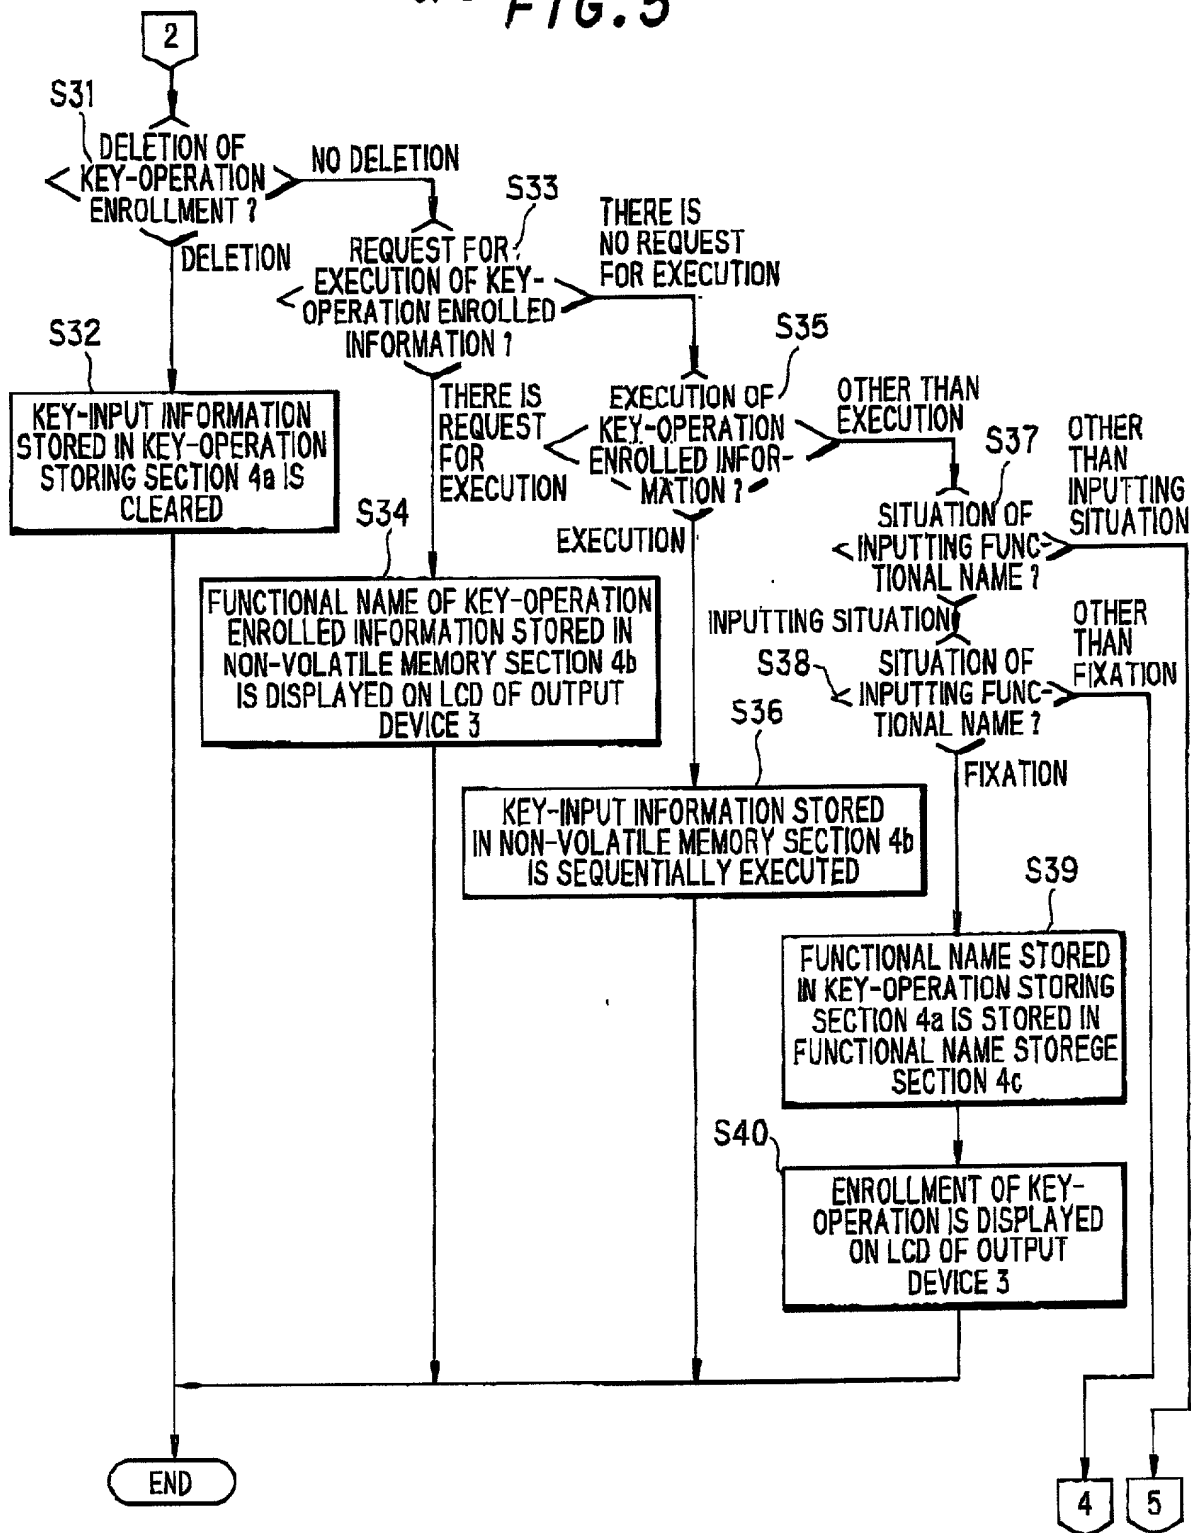 FIG.5
2
S31
DELETION OF
KEY-OPERATION
ENROLLMENT ?
NO DELETION
DELETION
S32
KEY-INPUT INFORMATION
STORED IN KEY-OPERATION
STORING SECTION 4a IS
CLEARED
S33
REQUEST FOR
EXECUTION OF KEY-
OPERATION ENROLLED
INFORMATION ?
THERE IS
NO REQUEST
FOR EXECUTION
THERE IS
REQUEST
FOR
EXECUTION
S34
FUNCTIONAL NAME OF KEY-OPERATION
ENROLLED INFORMATION STORED IN
NON-VOLATILE MEMORY SECTION 4b
IS DISPLAYED ON LCD OF OUTPUT
DEVICE 3
S35
EXECUTION OF
KEY-OPERATION
ENROLLED INFOR-
MATION ?
OTHER THAN
EXECUTION
EXECUTION
S36
KEY-INPUT INFORMATION STORED
IN NON-VOLATILE MEMORY SECTION 4b
IS SEQUENTIALLY EXECUTED
S37
SITUATION OF
INPUTTING FUNC-
TIONAL NAME ?
OTHER
THAN
INPUTTING
SITUATION
INPUTTING SITUATION
S38
SITUATION OF
INPUTTING FUNC-
TIONAL NAME ?
OTHER
THAN
FIXATION
FIXATION
S39
FUNCTIONAL NAME STORED
IN KEY-OPERATION STORING
SECTION 4a IS STORED IN
FUNCTIONAL NAME STOREGE
SECTION 4c
S40
ENROLLMENT OF KEY-
OPERATION IS DISPLAYED
ON LCD OF OUTPUT
DEVICE 3
END
4
5